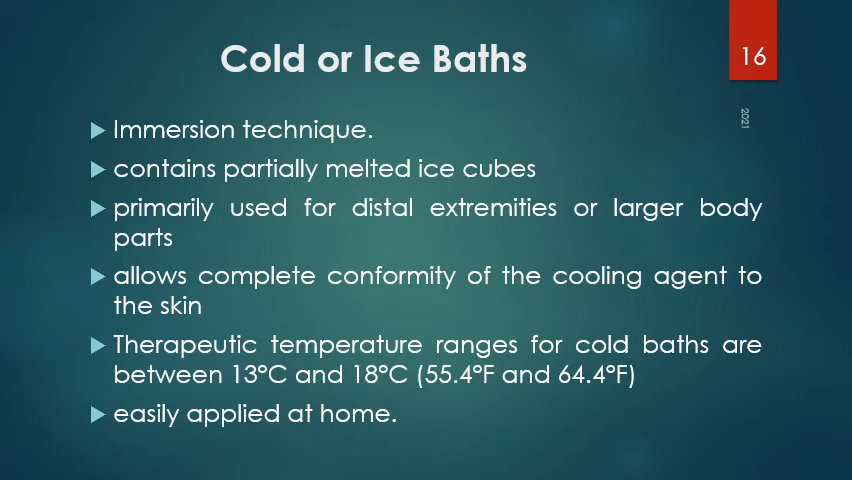 Cold or Ice Baths
16
2021
Immersion technique.
contains partially melted ice cubes
primarily used for distal extremities or larger body
parts
allows complete conformity of the cooling agent to
the skin
Therapeutic temperature ranges for cold baths are
between 13°C and 18°C (55.4°F and 64.4°F)
easily applied at home.